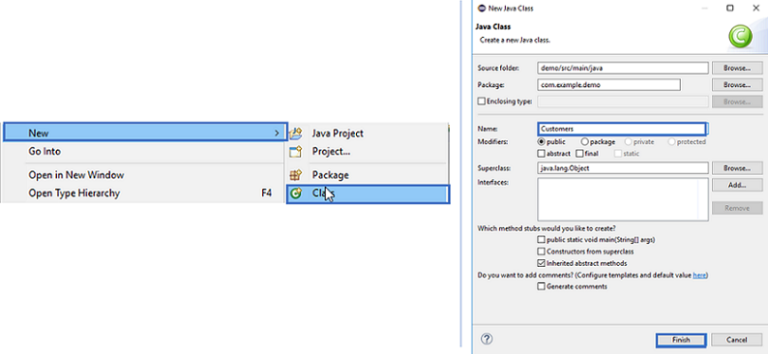 New
Go Into
Open in New Window
Open Type Hierarchy F4
Java Project
Project...
Package
Class
New Java Class
Java Class
Create a new Java class.
Source folder: demo/src/main/java Browse...
Package: com.example.demo Browse...
Enclosing type: Browse...
Name: Customers
Modifiers: public package private protected
abstract final static
Superclass: java.lang.Object Browse...
Interfaces: Add...
Remove
Which method stubs would you like to create?
public static void main(String[] args)
Constructors from superclass
Inherited abstract methods
Do you want to add comments? (Configure templates and default value here)
Generate comments
Finish Cancel